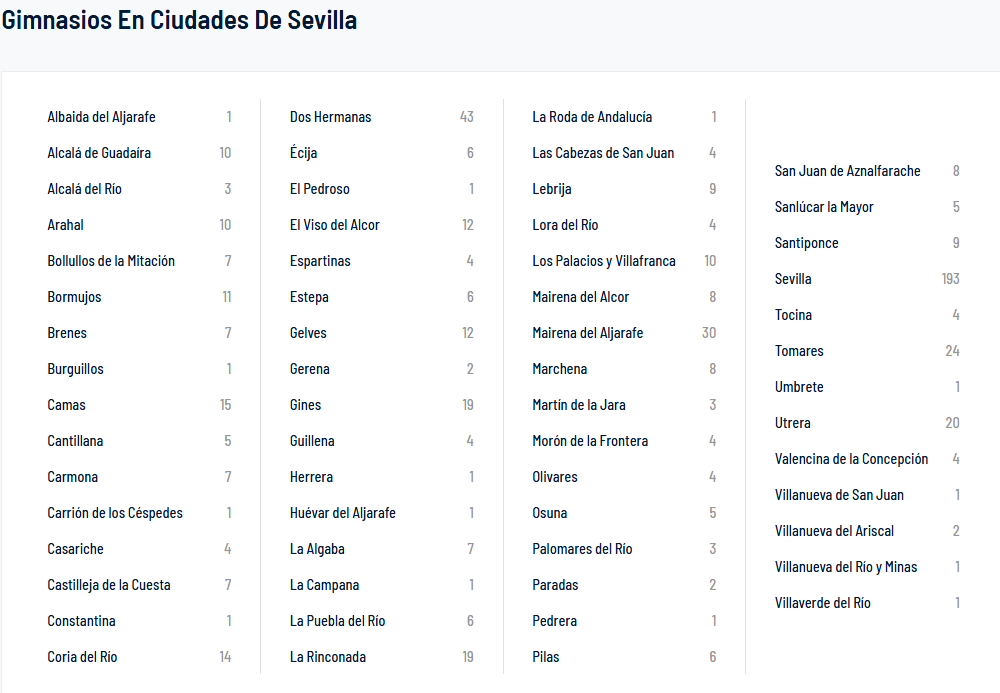 Gimnasios En Ciudades De Sevilla
Albaida del Aljarafe 1
Alcalá de Guadaíra 10
Alcalá del Río 3
Arahal 10
Bollullos de la Mitación 7
Bormujos 11
Brenes 7
Burguillos 1
Camas 15
Cantillana 5
Carmona 7
Carrión de los Céspedes 1
Casariche 4
Castilleja de la Cuesta 7
Constantina 1
Coria del Río 14
Dos Hermanas 43
Écija 6
El Pedroso 1
El Viso del Alcor 12
Espartinas 4
Estepa 6
Gelves 12
Gerena 2
Gines 19
Guillena 4
Herrera 1
Huévar del Aljarafe 1
La Algaba 7
La Campana 1
La Puebla del Río 6
La Rinconada 19
La Roda de Andalucía 1
Las Cabezas de San Juan 4
Lebrija 9
Lora del Río 4
Los Palacios y Villafranca 10
Mairena del Alcor 8
Mairena del Aljarafe 30
Marchena 8
Martín de la Jara 3
Morón de la Frontera 4
Olivares 4
Osuna 5
Palomares del Río 3
Paradas 2
Pedrera 1
Pilas 6
San Juan de Aznalfarache 8
Sanlúcar la Mayor 5
Santiponce 9
Sevilla 193
Tocina 4
Tomares 24
Umbrete 1
Utrera 20
Valencina de la Concepción 4
Villanueva de San Juan 1
Villanueva del Ariscal 2
Villanueva del Río y Minas 1
Villaverde del Río 1